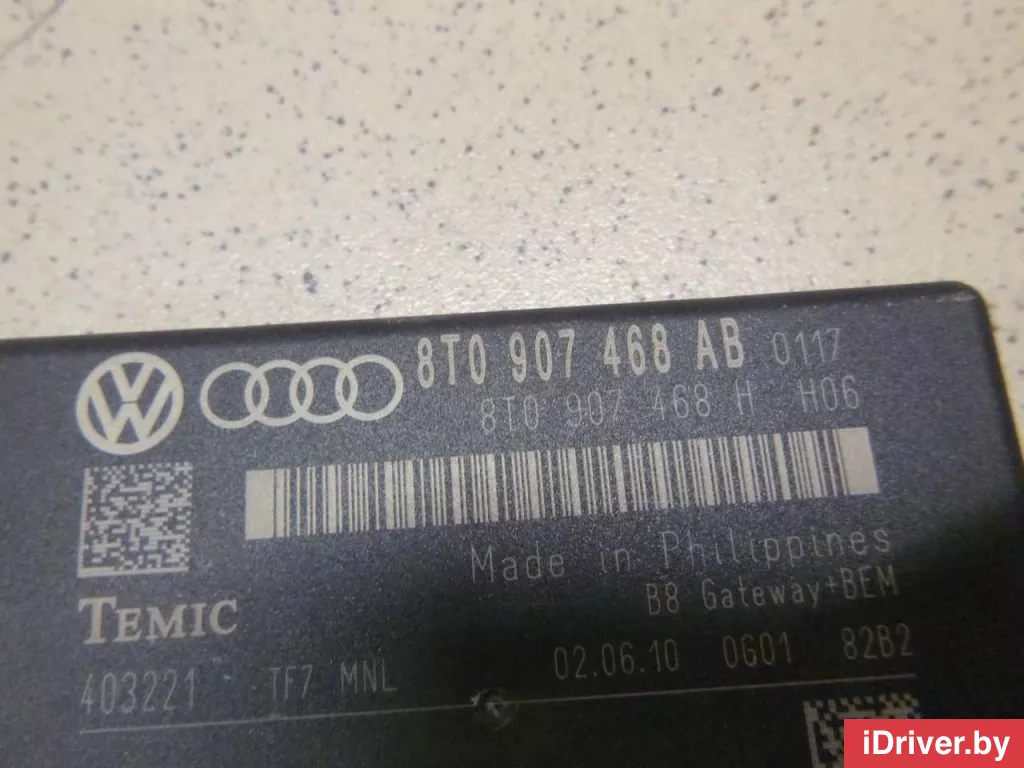 8T0 907 468 AB 0117
8T0 907 468 H H06
Made in Philippines
B8 Gateway+BEM
TEMIC
403221 TF7 MNL 02.06.10 0G01 82B2
iDriver.by